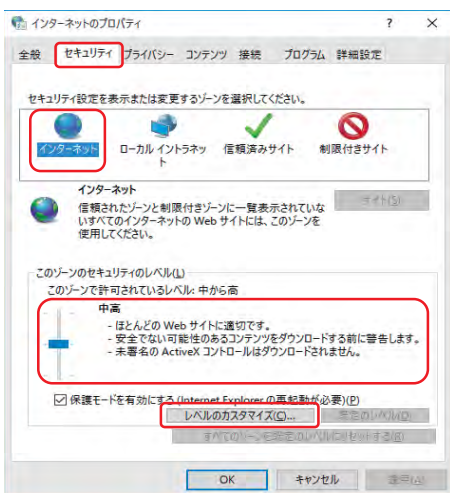 インターネットのプロパティ ? ×
全般 セキュリティ プライバシー コンテンツ 接続 プログラム 詳細設定
セキュリティ設定を表示または変更するゾーンを選択してください。
インターネット ローカル イントラネッ 信頼済みサイト 制限付きサイト
ト
インターネット
信頼されたゾーンと制限付きゾーンに一覧表示されていな
いすべてのインターネットの Web サイトには、このゾーンを
使用してください。
サイト(S)
このゾーンのセキュリティのレベル(L)
このゾーンで許可されているレベル: 中から高
中高
- ほとんどの Web サイトに適切です。
- 安全でない可能性のあるコンテンツをダウンロードする前に警告します。
- 未署名の ActiveX コントロールはダウンロードされません。
保護モードを有効にする (Internet Explorer の再起動が必要)(P)
レベルのカスタマイズ(C)... 既定のレベル(D)
すべてのゾーンを既定のレベルにリセットする(R)
OK キャンセル 適用(A)